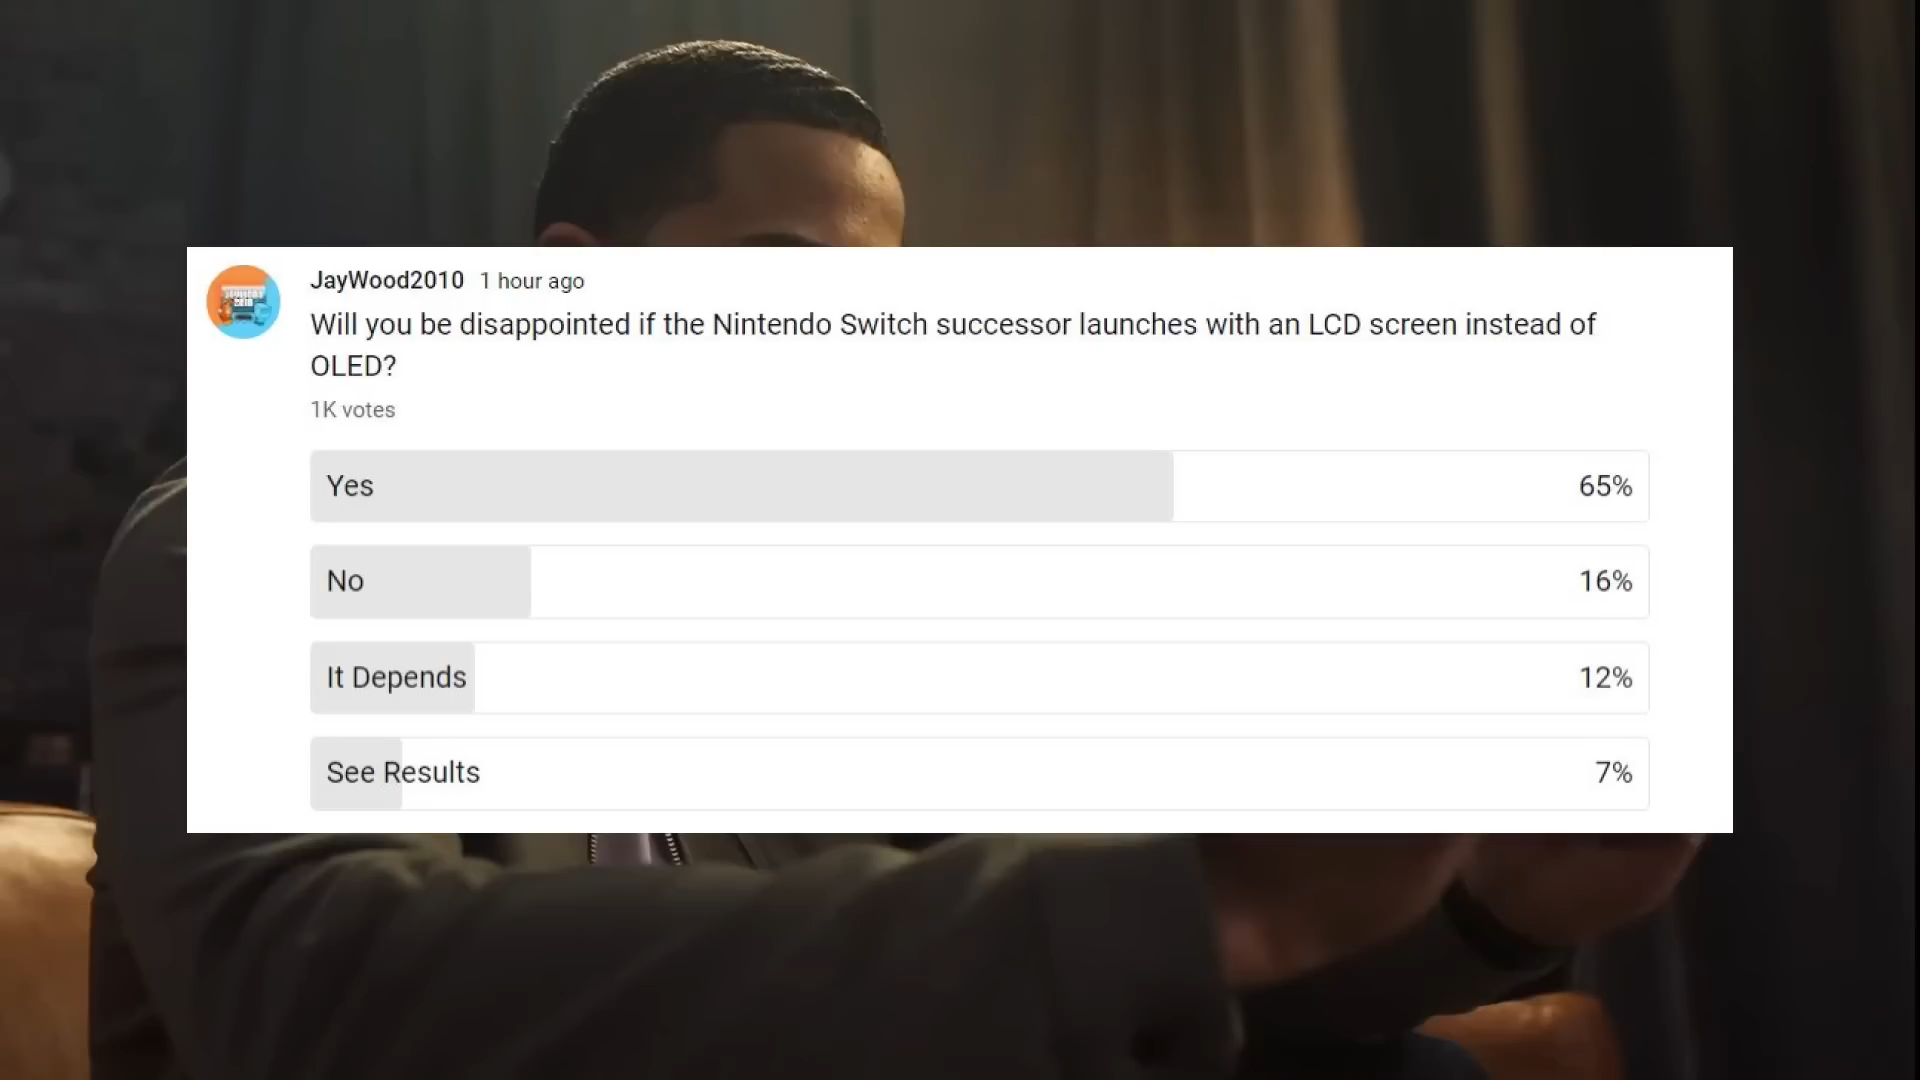 JayWood2010 1 hour ago
Will you be disappointed if the Nintendo Switch successor launches with an LCD screen instead of
OLED?
1K votes
Yes 65%
No 16%
It Depends 12%
See Results 7%